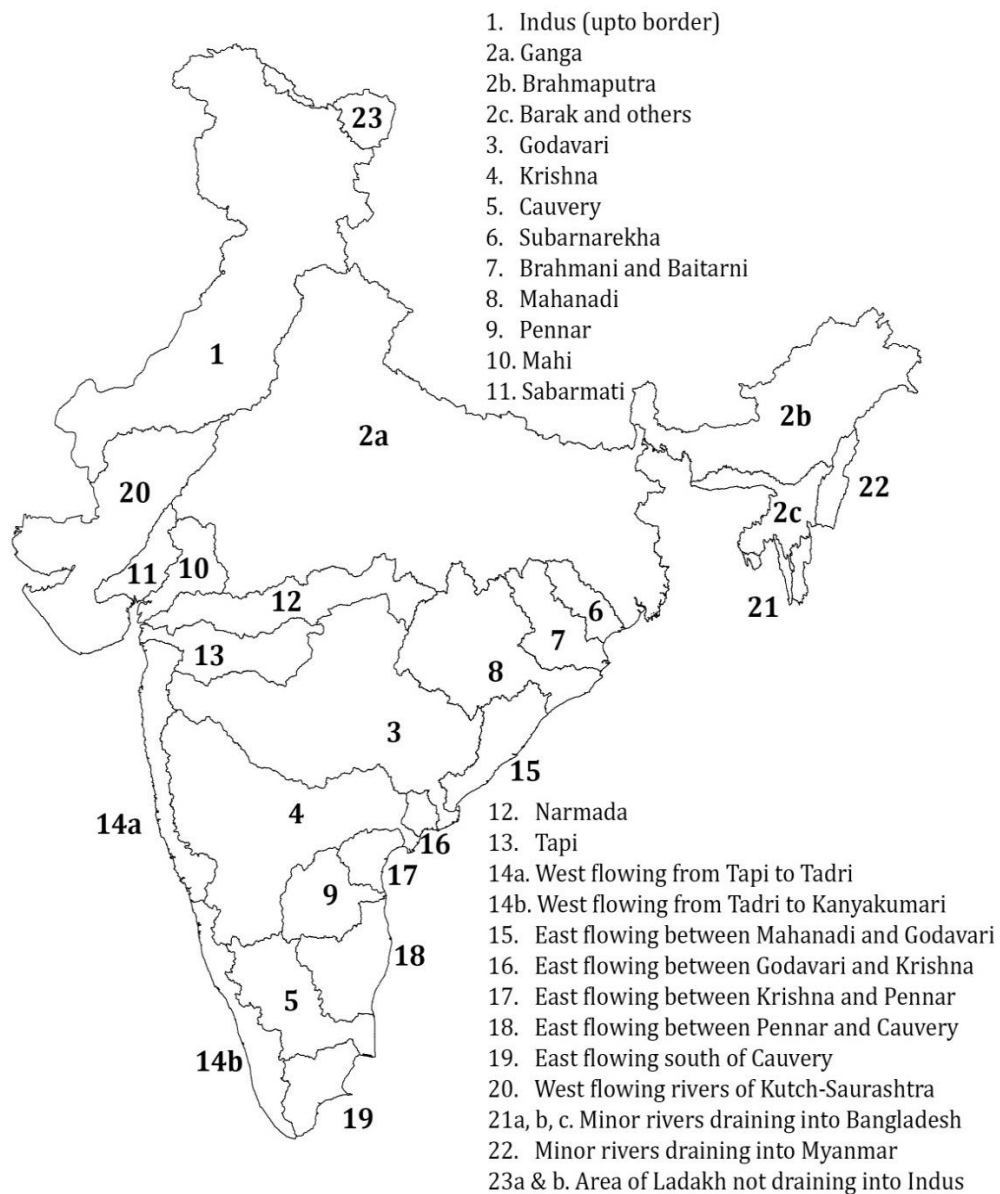 1. Indus (upto border)
2a. Ganga
2b. Brahmaputra
2c. Barak and others
3. Godavari
4. Krishna
5. Cauvery
6. Subarnarekha
7. Brahmani and Baitarni
8. Mahanadi
9. Pennar
10. Mahi
11. Sabarmati
23
1
2a
2b
20
22
2c
11
10
12
21
6
7
13
8
3
15
14a
4
16
17
9
18
5
14b
19
12. Narmada
13. Tapi
14a. West flowing from Tapi to Tadri
14b. West flowing from Tadri to Kanyakumari
15. East flowing between Mahanadi and Godavari
16. East flowing between Godavari and Krishna
17. East flowing between Krishna and Pennar
18. East flowing between Pennar and Cauvery
19. East flowing south of Cauvery
20. West flowing rivers of Kutch-Saurashtra
21a, b, c. Minor rivers draining into Bangladesh
22. Minor rivers draining into Myanmar
23a & b. Area of Ladakh not draining into Indus